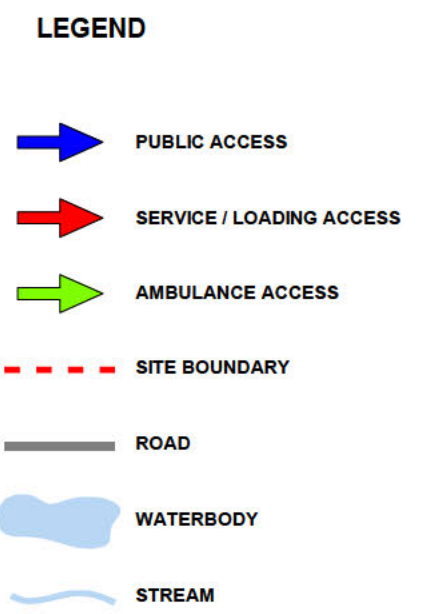 LEGEND
PUBLIC ACCESS
SERVICE / LOADING ACCESS
AMBULANCE ACCESS
SITE BOUNDARY
ROAD
WATERBODY
STREAM